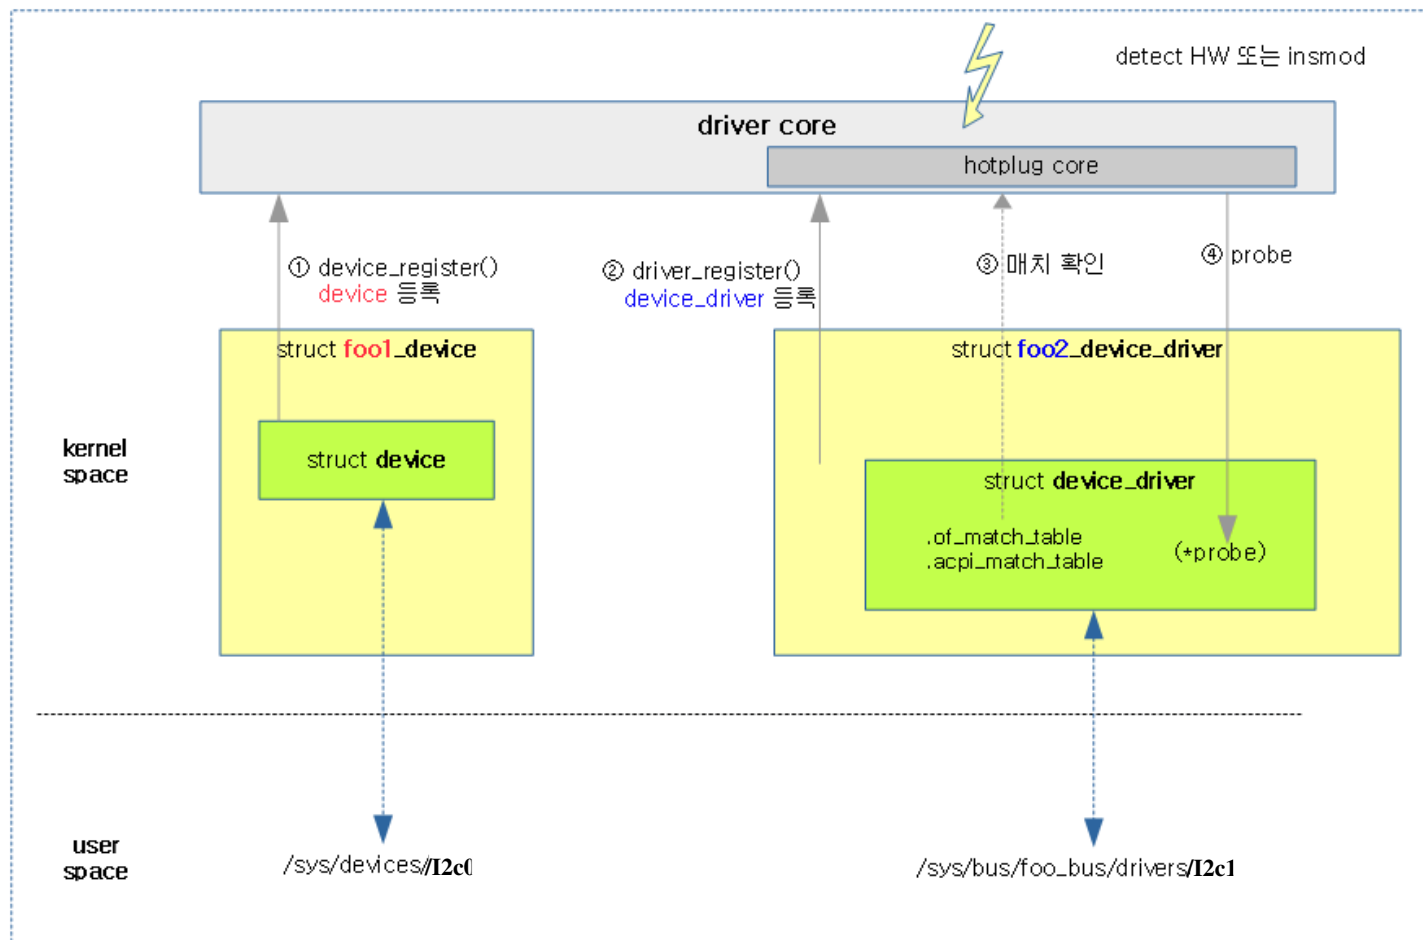 detect HW 또는 insmod
driver core
hotplug core
① device_register()
device 등록
② driver_register()
device_driver 등록
③ 매치 확인
④ probe
struct foo1_device
struct foo2_device_driver
kernel
space
struct device
struct device_driver
.of_match_table
.acpi_match_table
(*probe)
user
space
/sys/devices//I2c0
/sys/bus/foo_bus/drivers/I2c1